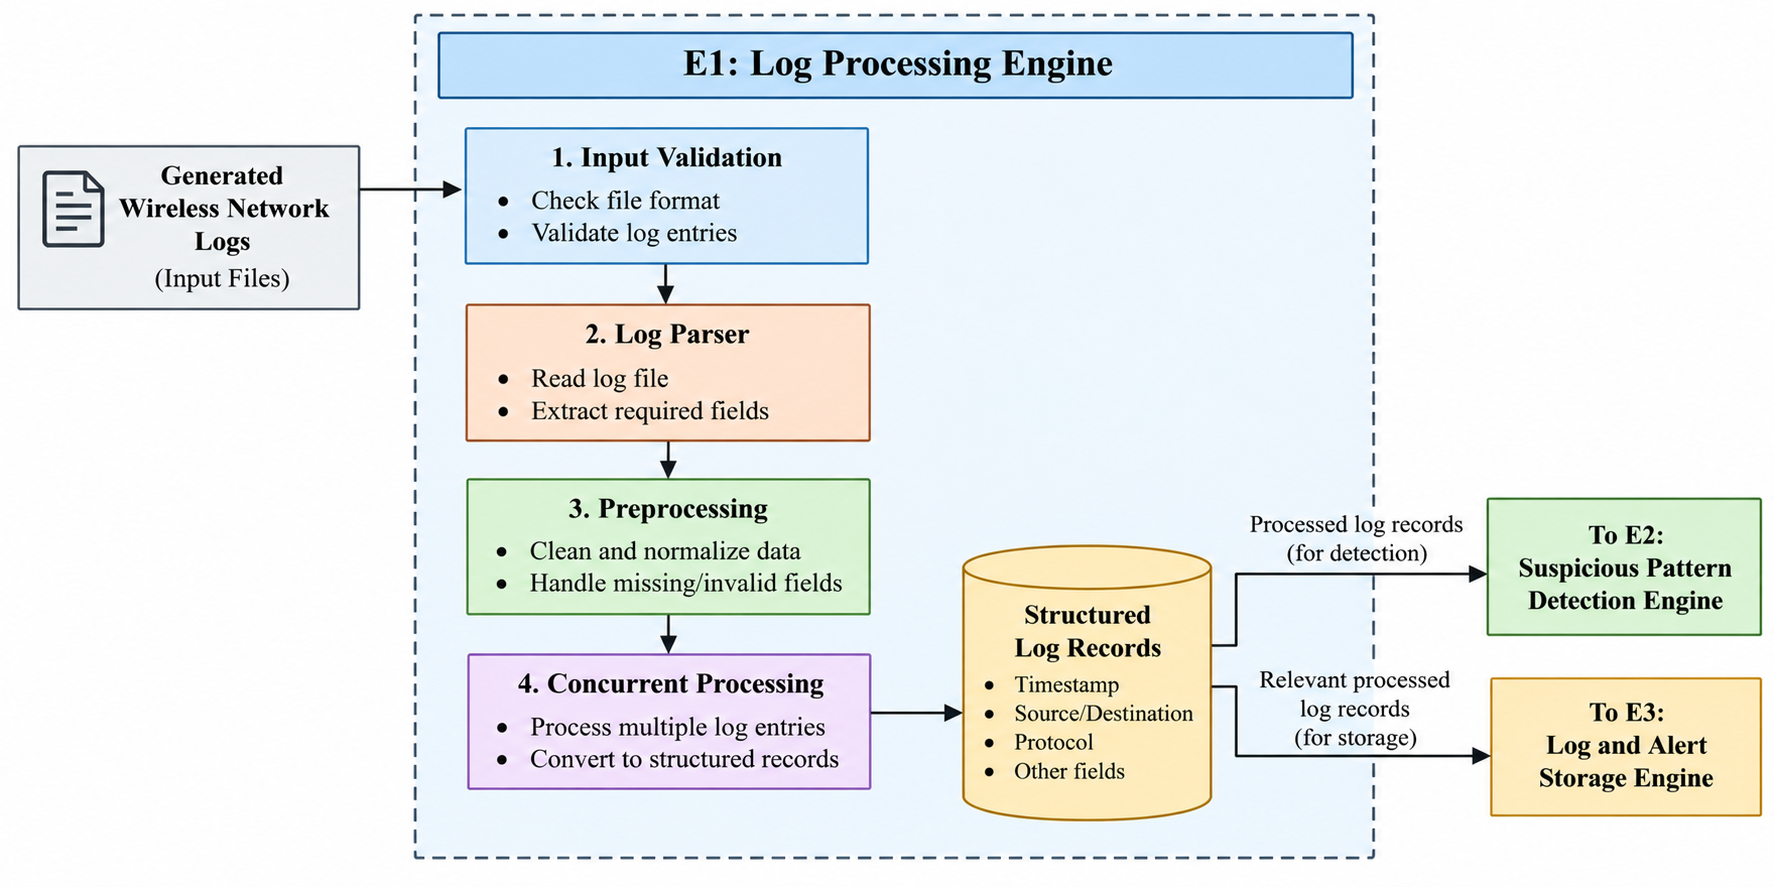 E1: Log Processing Engine
Generated
Wireless Network
Logs
(Input Files)
1. Input Validation
• Check file format
• Validate log entries
2. Log Parser
• Read log file
• Extract required fields
3. Preprocessing
• Clean and normalize data
• Handle missing/invalid fields
4. Concurrent Processing
• Process multiple log entries
• Convert to structured records
Structured
Log Records
• Timestamp
• Source/Destination
• Protocol
• Other fields
Processed log records
(for detection)
To E2:
Suspicious Pattern
Detection Engine
Relevant processed
log records
(for storage)
To E3:
Log and Alert
Storage Engine